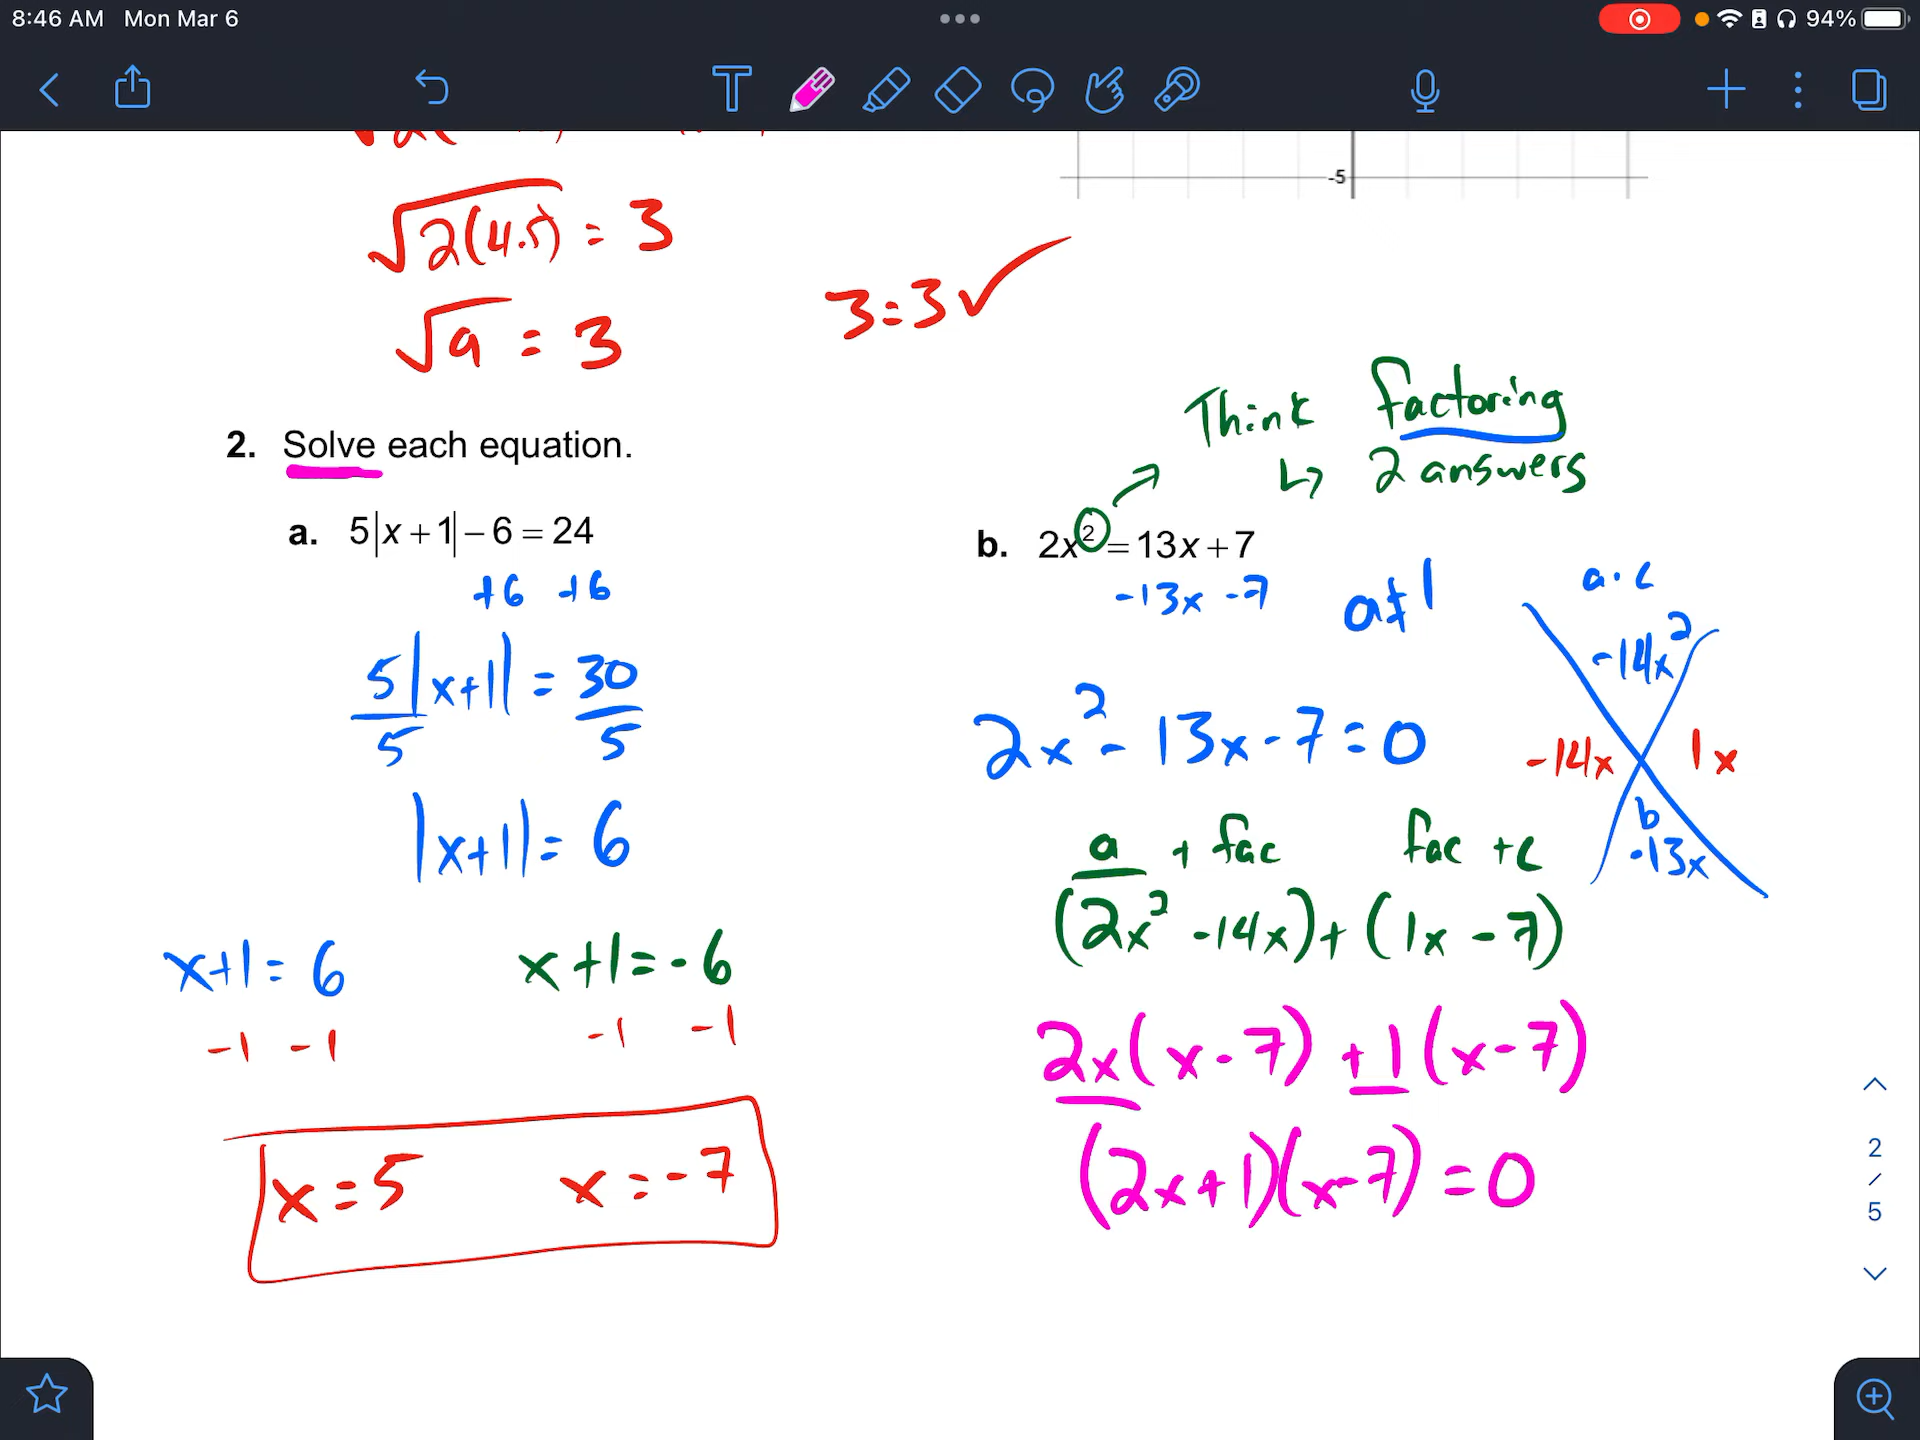 8:46 AM Mon Mar 6
94%
√2(4.5) = 3
-5
3=3✓
√9 = 3
Think factoring
↳ 2 answers
2. Solve each equation.
a. 5|x+1|−6=24
+6 +6
5|x+1| = 30
5 5
|x+1| = 6
x+1=6 x+1=-6
-1 -1 -1 -1
x=5 x=-7
b. 2x²=13x+7
-13x -7 a≠1
a·c
-14x²
-14x 1x
b
-13x
2x²- 13x-7=0
a + fac fac +c
(2x² -14x)+(1x -7)
2x(x-7) +1(x-7)
(2x+1)(x-7)=0
2
/
5